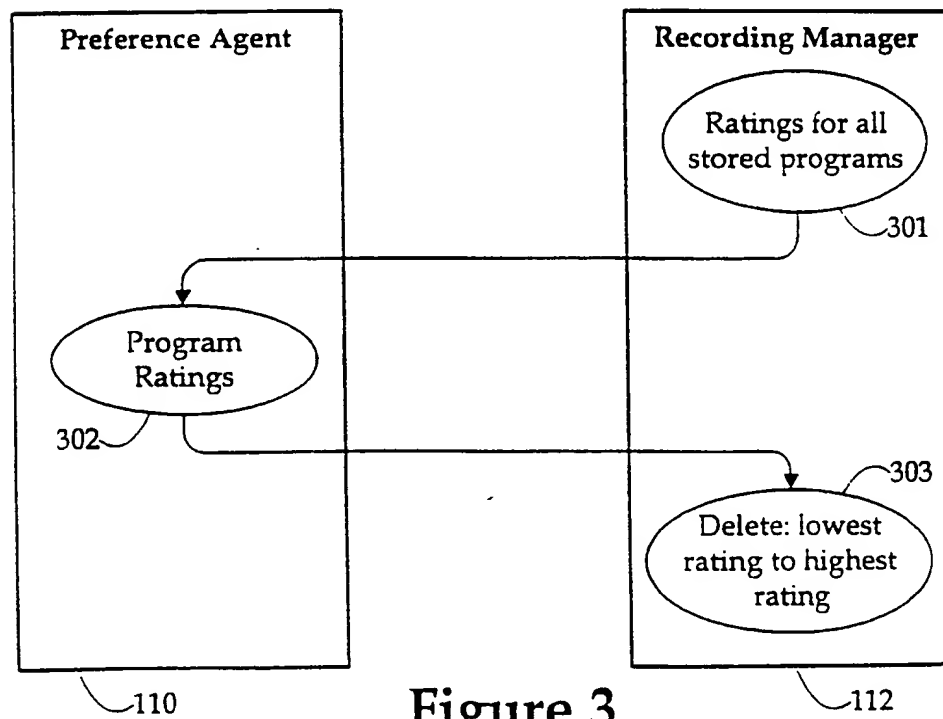 Preference Agent
Recording Manager
Ratings for all
stored programs
301
Program
Ratings
302
303
Delete: lowest
rating to highest
rating
110
112
Figure 3